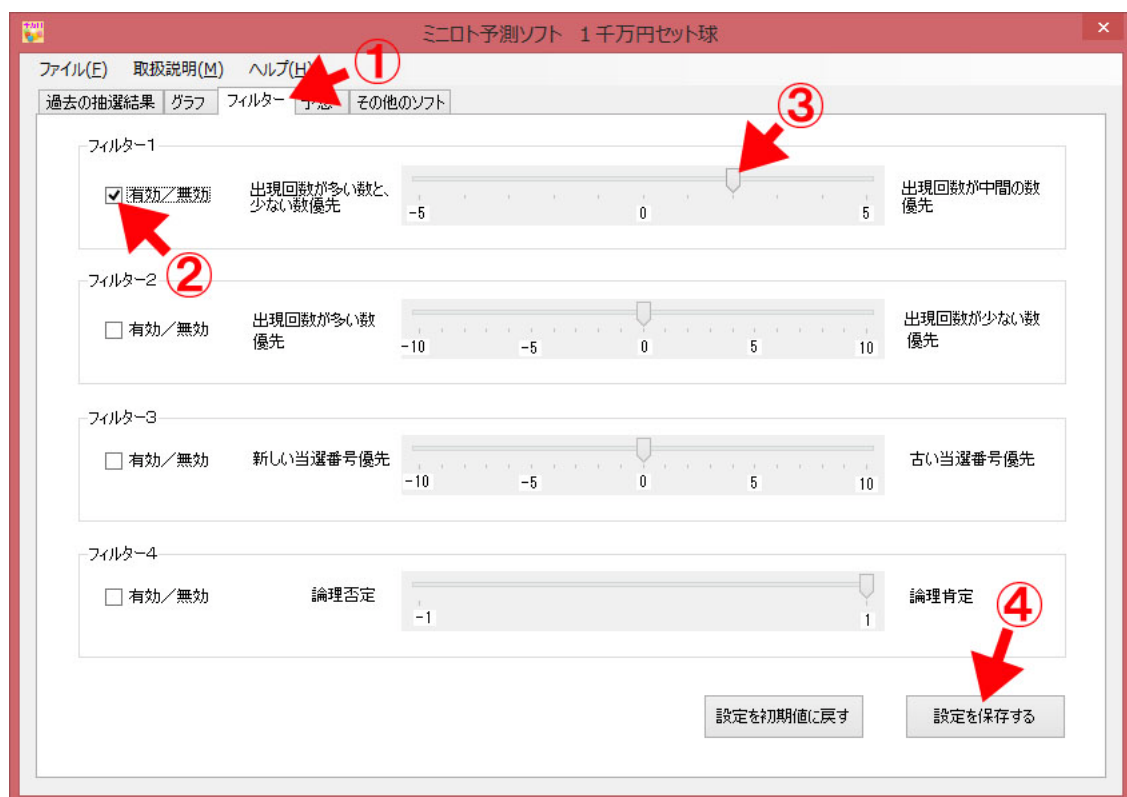 ミニロト予測ソフト １千万円セット球
×
ファイル(F) 取扱説明(M) ヘルプ(H)
①
過去の抽選結果 グラフ フィルター 予想 その他のソフト
③
フィルター1
有効／無効
出現回数が多い数と、
少ない数優先
-5 0 5
出現回数が中間の数
優先
②
フィルター2
有効／無効
出現回数が多い数
優先
-10 -5 0 5 10
出現回数が少ない数
優先
フィルター3
有効／無効
新しい当選番号優先
-10 -5 0 5 10
古い当選番号優先
フィルター4
有効／無効
論理否定
-1 1
論理肯定
④
設定を初期値に戻す 設定を保存する